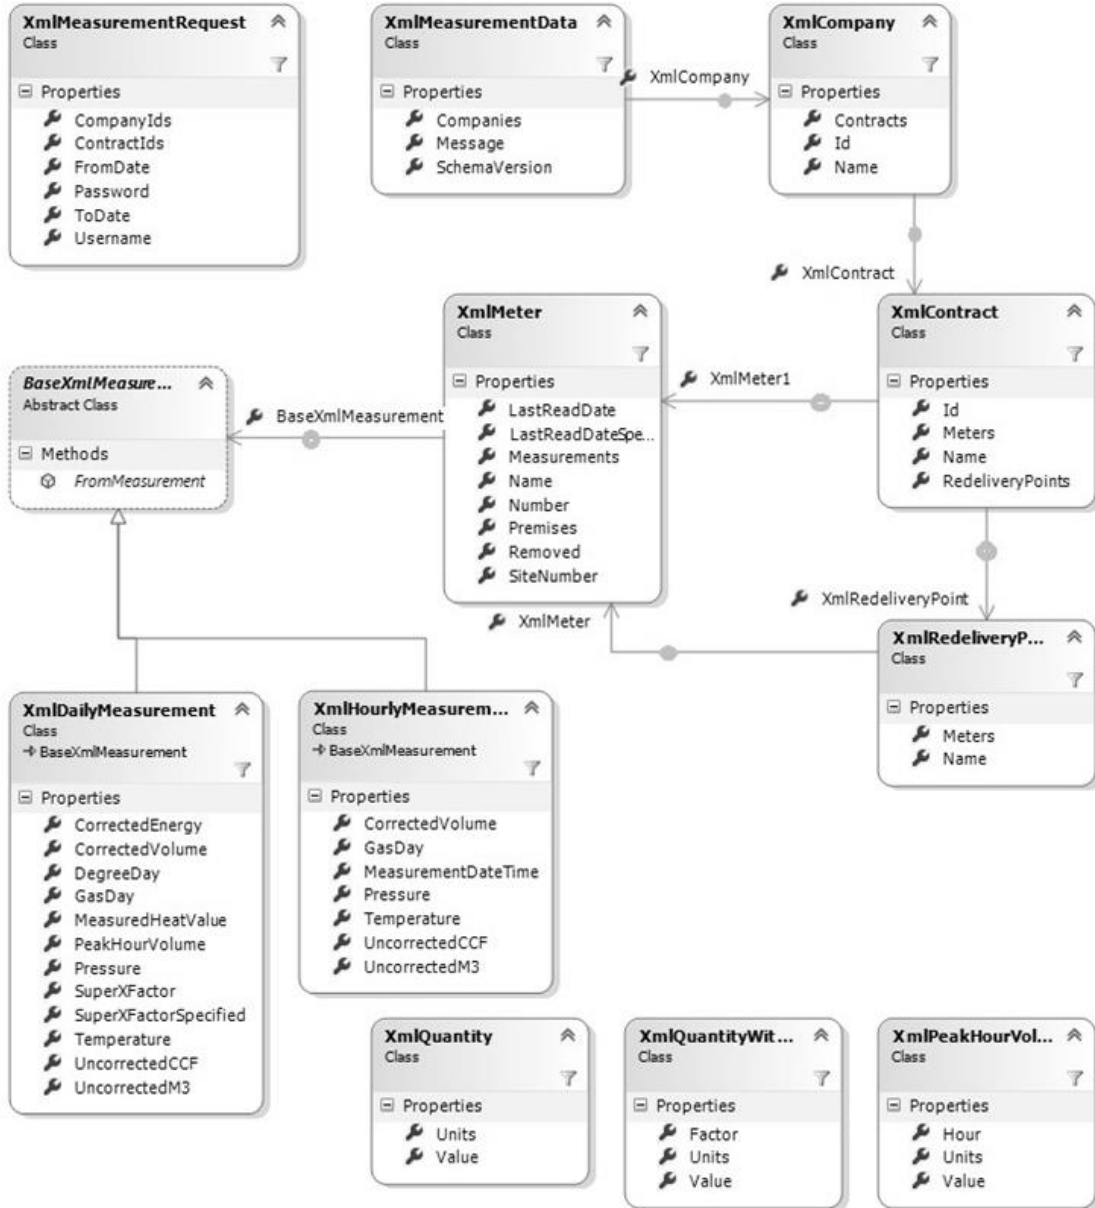 XmlMeasurementRequest
Class
Properties
CompanyIds
ContractIds
FromDate
Password
ToDate
Username
XmlMeasurementData
Class
Properties
Companies
Message
SchemaVersion
XmlCompany
XmlCompany
Class
Properties
Contracts
Id
Name
XmlContract
XmlContract
Class
Properties
Id
Meters
Name
RedeliveryPoints
XmlMeter1
XmlMeter
Class
Properties
LastReadDate
LastReadDateSpe...
Measurements
Name
Number
Premises
Removed
SiteNumber
BaseXmlMeasurement
BaseXmlMeasure...
Abstract Class
Methods
FromMeasurement
XmlRedeliveryPoint
XmlMeter
XmlRedeliveryP...
Class
Properties
Meters
Name
XmlDailyMeasurement
Class
BaseXmlMeasurement
Properties
CorrectedEnergy
CorrectedVolume
DegreeDay
GasDay
MeasuredHeatValue
PeakHourVolume
Pressure
SuperXFactor
SuperXFactorSpecified
Temperature
UncorrectedCCF
UncorrectedM3
XmlHourlyMeasurem...
Class
BaseXmlMeasurement
Properties
CorrectedVolume
GasDay
MeasurementDateTime
Pressure
Temperature
UncorrectedCCF
UncorrectedM3
XmlQuantity
Class
Properties
Units
Value
XmlQuantityWit...
Class
Properties
Factor
Units
Value
XmlPeakHourVol...
Class
Properties
Hour
Units
Value